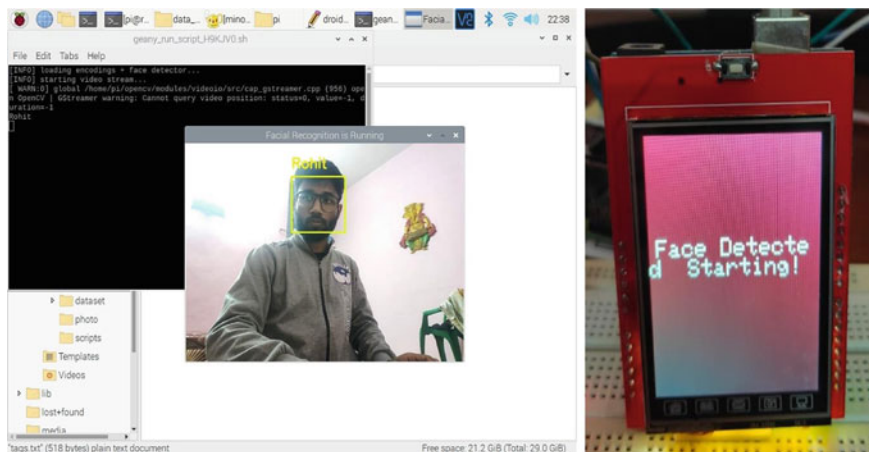 [pi@r...
data_...
[mino...
pi
droid...
gean...
Facia...
22:38
geany_run_script_H9KJV0.sh
File Edit Tabs Help
[INFO] loading encodings + face detector...
[INFO] starting video stream...
[ WARN:0] global /home/pi/opencv/modules/videoio/src/cap_gstreamer.cpp (956) ope
n OpenCV | GStreamer warning: Cannot query video position: status=0, value=-1, d
uration=-1
Rohit
Facial Recognition is Running
Rohit
dataset
photo
scripts
Templates
Videos
lib
lost+found
media
"tags.txt" (518 bytes) plain text document
Free space: 21.2 GiB (Total: 29.0 GiB)
Face Detecte
d Starting!